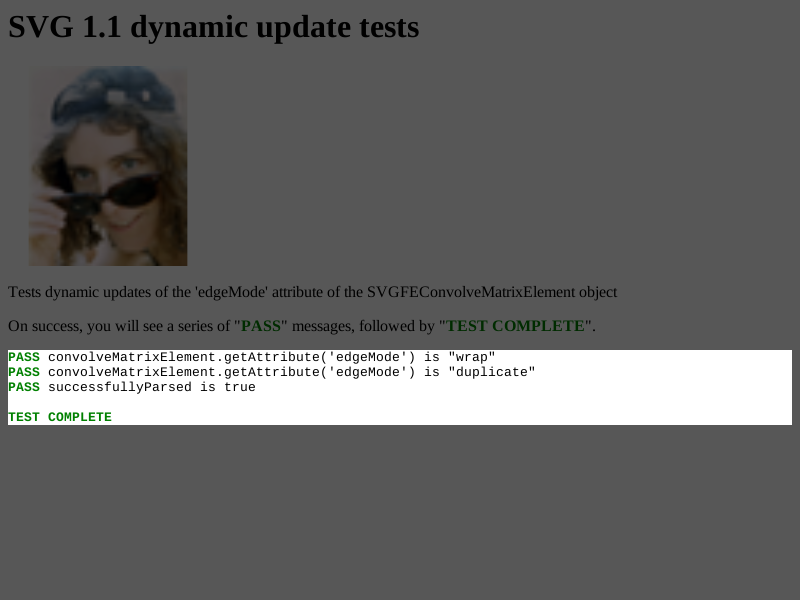 SVG 1.1 dynamic update tests
Tests dynamic updates of the 'edgeMode' attribute of the SVGFEConvolveMatrixElement object
On success, you will see a series of "PASS" messages, followed by "TEST COMPLETE".
PASS convolveMatrixElement.getAttribute('edgeMode') is "wrap"
PASS convolveMatrixElement.getAttribute('edgeMode') is "duplicate"
PASS successfullyParsed is true
TEST COMPLETE